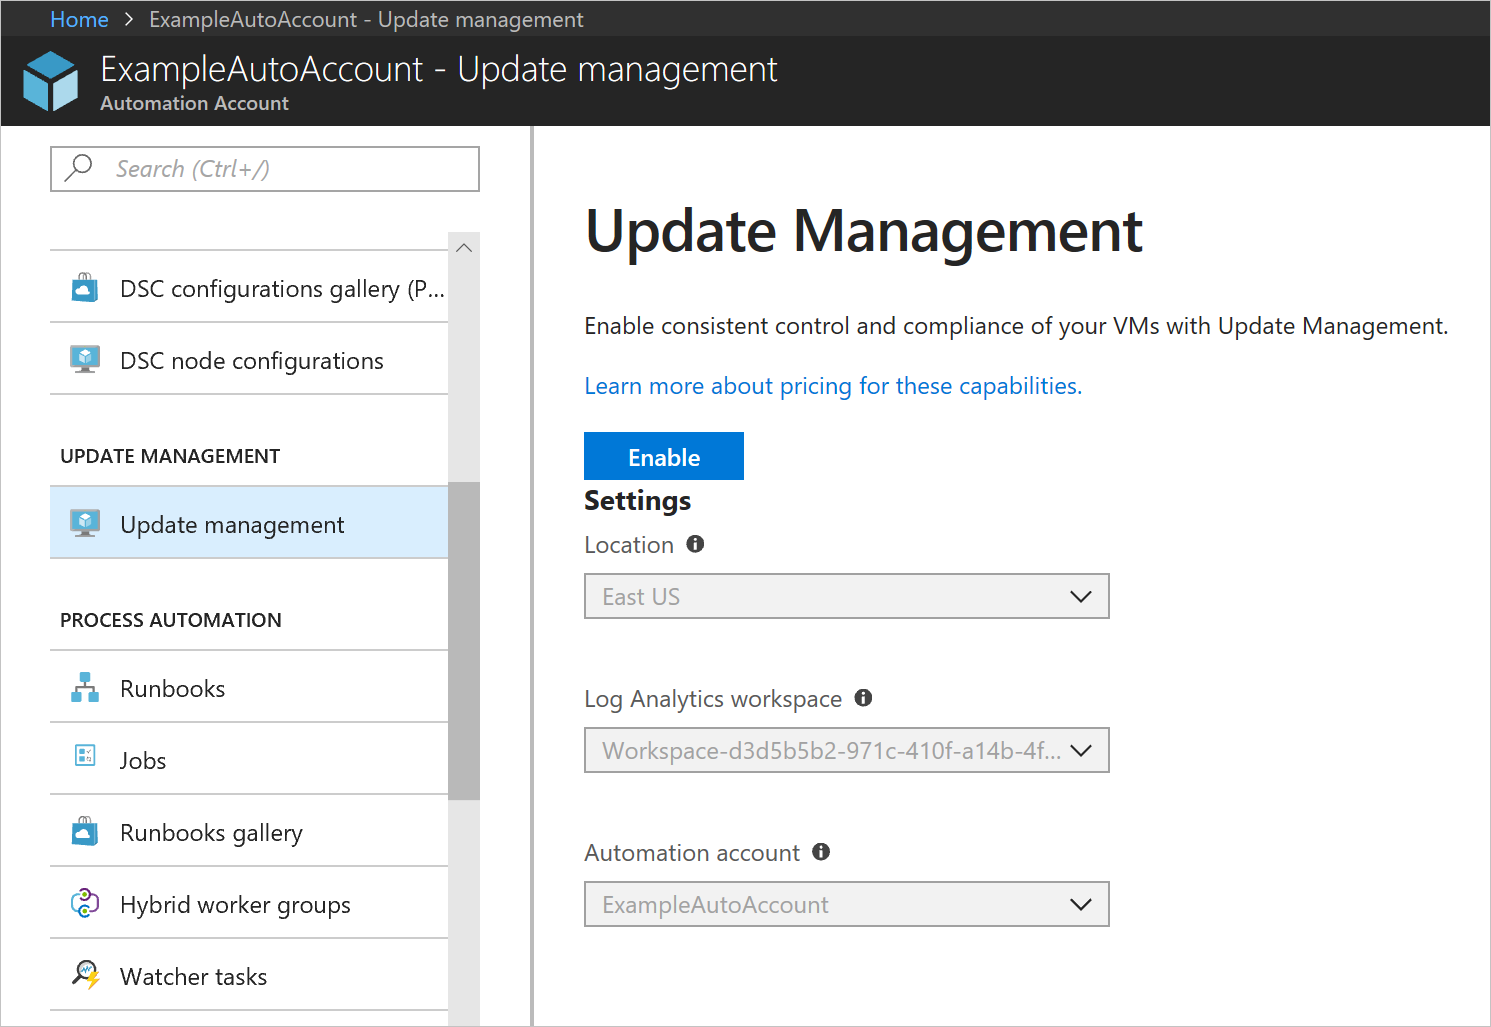 Home > ExampleAutoAccount - Update management
ExampleAutoAccount - Update management
Automation Account
Search (Ctrl+/)
DSC configurations gallery (P...
DSC node configurations
UPDATE MANAGEMENT
Update management
PROCESS AUTOMATION
Runbooks
Jobs
Runbooks gallery
Hybrid worker groups
Watcher tasks
Update Management
Enable consistent control and compliance of your VMs with Update Management.
Learn more about pricing for these capabilities.
Enable
Settings
Location
East US
Log Analytics workspace
Workspace-d3d5b5b2-971c-410f-a14b-4f...
Automation account
ExampleAutoAccount